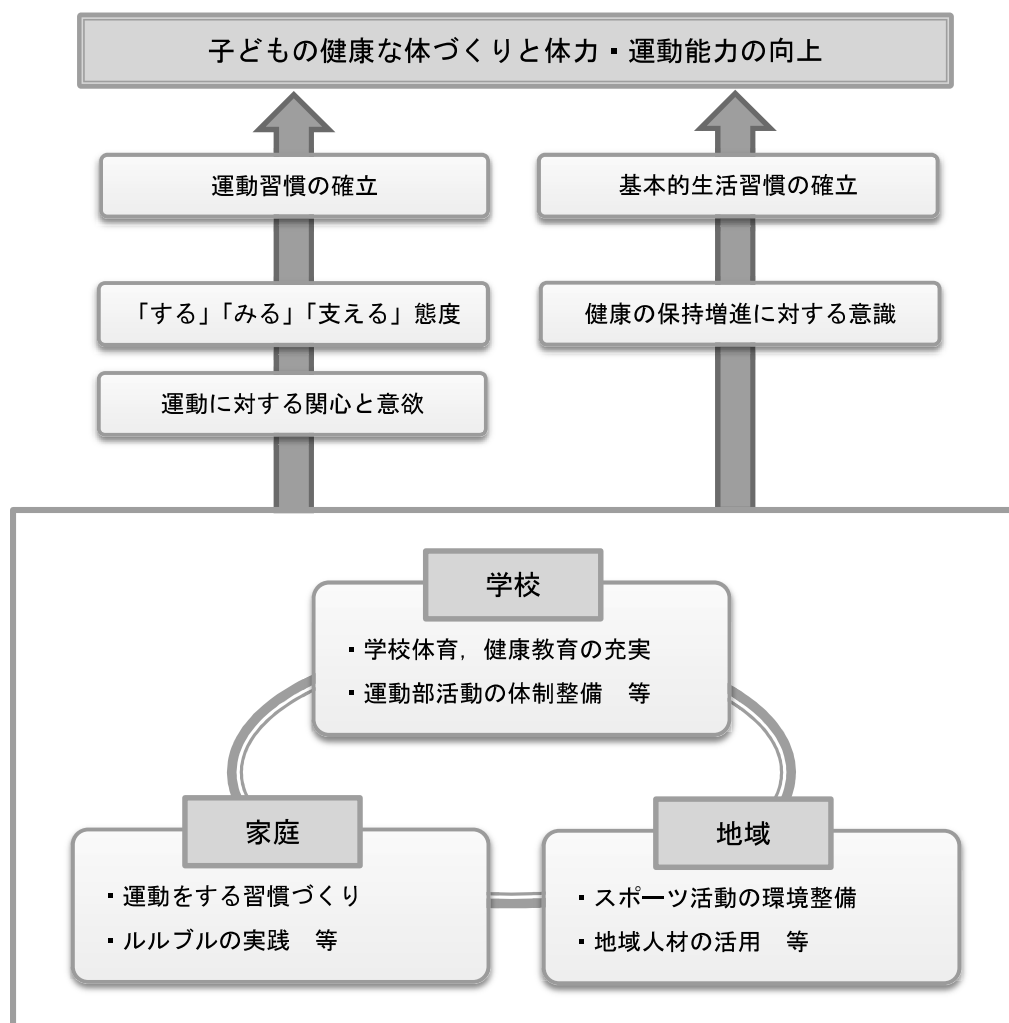 子どもの健康な体づくりと体力・運動能力の向上
運動習慣の確立
基本的生活習慣の確立
「する」「みる」「支える」態度
健康の保持増進に対する意識
運動に対する関心と意欲
学校
・学校体育，健康教育の充実
・運動部活動の体制整備　等
家庭
・運動をする習慣づくり
・ルルブルの実践　等
地域
・スポーツ活動の環境整備
・地域人材の活用　等